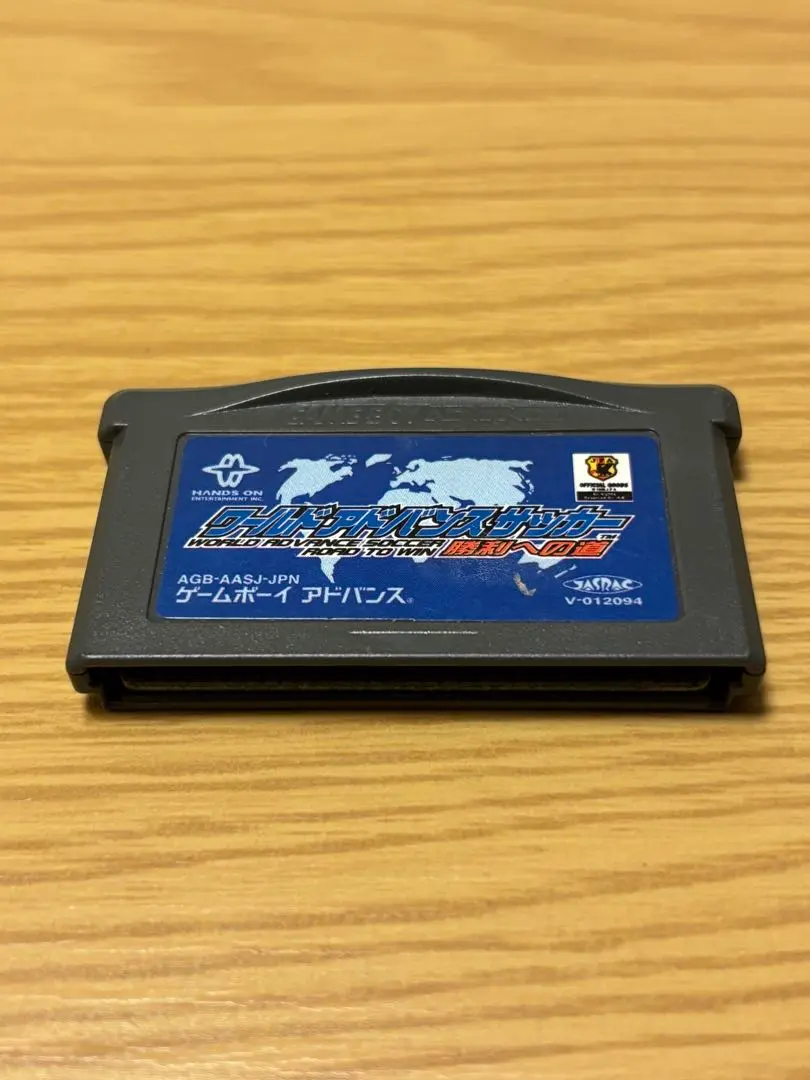 GAME BOY ADVANCE
HANDS ON
ENTERTAINMENT INC.
OFFICIAL GOODS
ワールドアドバンスサッカー™
WORLD ADVANCE SOCCER
ROAD TO WIN
勝利への道
AGB-AASJ-JPN
ゲームボーイ アドバンス
JASRAC
V-012094